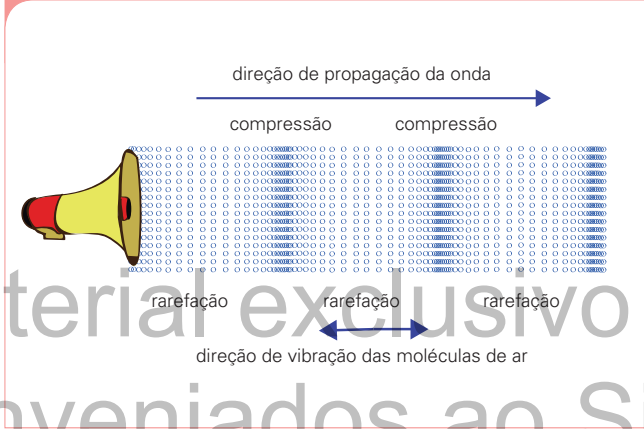 direção de propagação da onda
compressão compressão
rarefação rarefação rarefação
terial exclusivo
direção de vibração das moléculas de ar
nveniados ao S